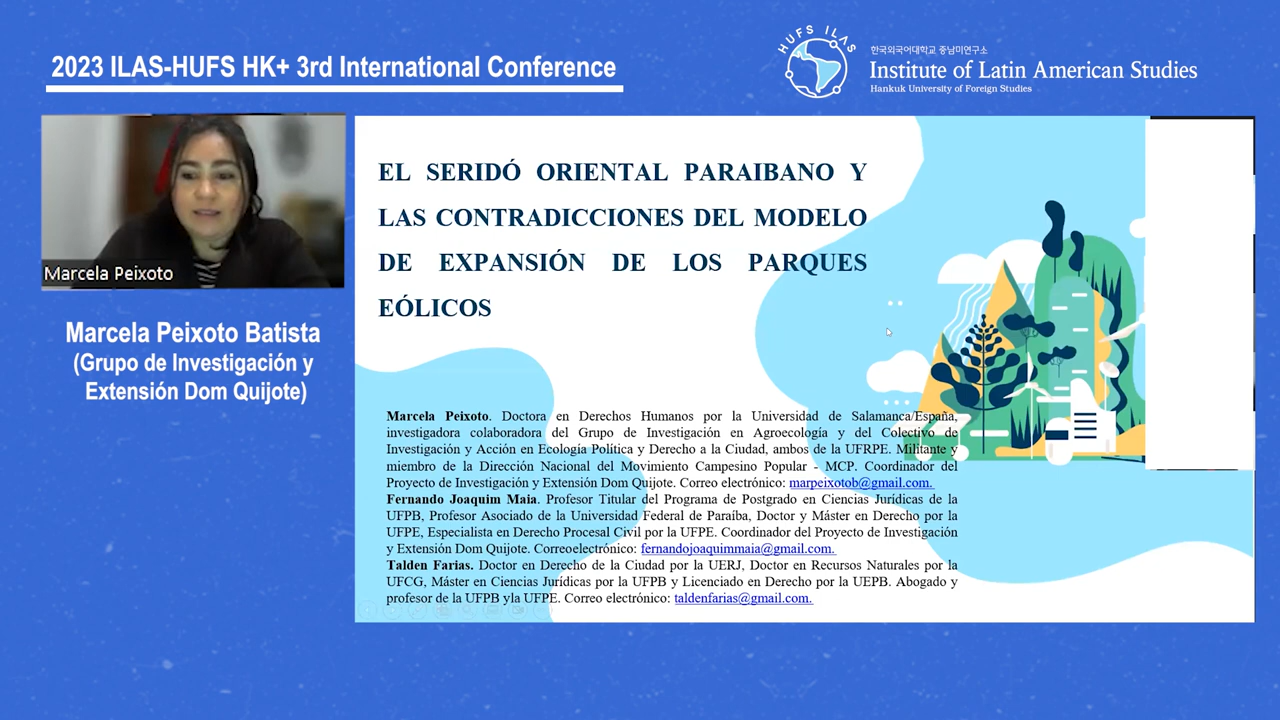 2023 ILAS-HUFS HK+ 3rd International Conference
HUFS ILAS
한국외국어대학교 중남미연구소
Institute of Latin American Studies
Hankuk University of Foreign Studies
Marcela Peixoto
Marcela Peixoto Batista
(Grupo de Investigación y
Extensión Dom Quijote)
EL SERIDÓ ORIENTAL PARAIBANO Y
LAS CONTRADICCIONES DEL MODELO
DE EXPANSIÓN DE LOS PARQUES
EÓLICOS
Marcela Peixoto. Doctora en Derechos Humanos por la Universidad de Salamanca/España,
investigadora colaboradora del Grupo de Investigación en Agroecología y del Colectivo de
Investigación y Acción en Ecología Política y Derecho a la Ciudad, ambos de la UFRPE. Militante y
miembro de la Dirección Nacional del Movimiento Campesino Popular - MCP. Coordinador del
Proyecto de Investigación y Extensión Dom Quijote. Correo electrónico: marpeixotob@gmail.com.
Fernando Joaquim Maia. Profesor Titular del Programa de Postgrado en Ciencias Jurídicas de la
UFPB, Profesor Asociado de la Universidad Federal de Paraíba, Doctor y Máster en Derecho por la
UFPE, Especialista en Derecho Procesal Civil por la UFPE. Coordinador del Proyecto de Investigación
y Extensión Dom Quijote. Correoelectrónico: fernandojoaquimmaia@gmail.com.
Talden Farias. Doctor en Derecho de la Ciudad por la UERJ, Doctor en Recursos Naturales por la
UFCG, Máster en Ciencias Jurídicas por la UFPB y Licenciado en Derecho por la UEPB. Abogado y
profesor de la UFPB yla UFPE. Correo electrónico: taldenfarias@gmail.com.